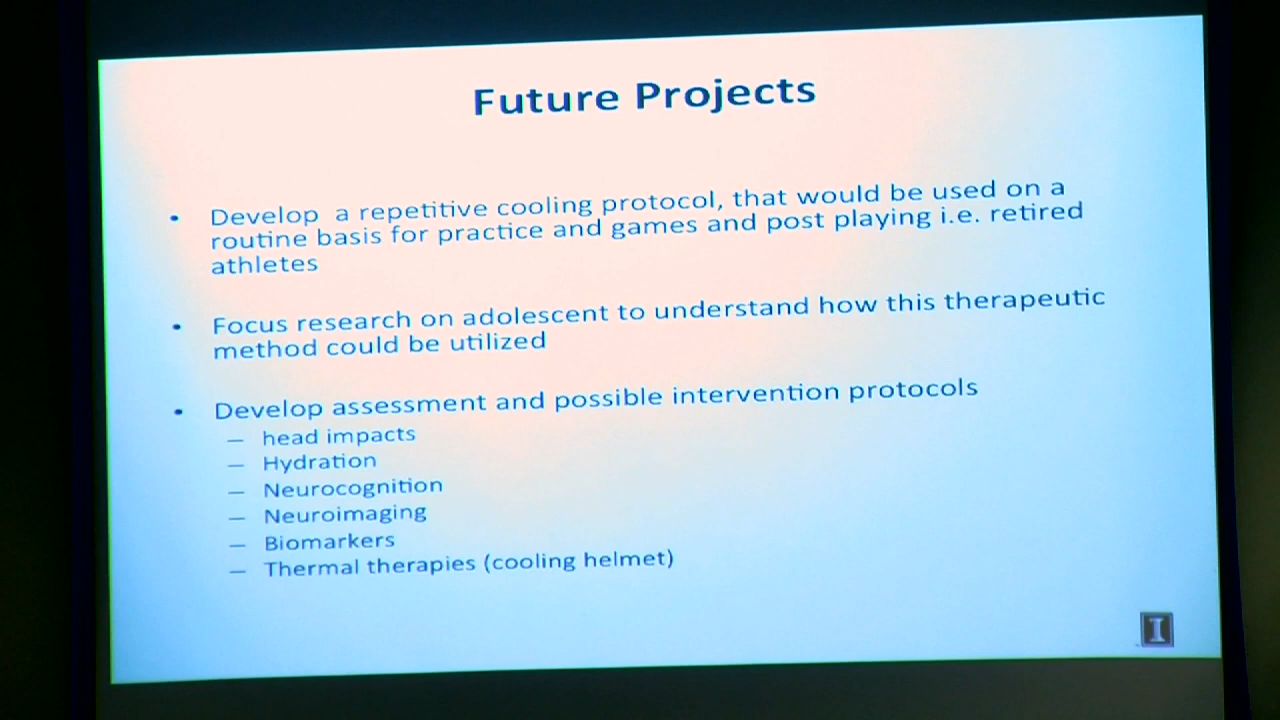 Future Projects
• Develop a repetitive cooling protocol, that would be used on a
routine basis for practice and games and post playing i.e. retired
athletes
• Focus research on adolescent to understand how this therapeutic
method could be utilized
• Develop assessment and possible intervention protocols
– head impacts
– Hydration
– Neurocognition
– Neuroimaging
– Biomarkers
– Thermal therapies (cooling helmet)
I